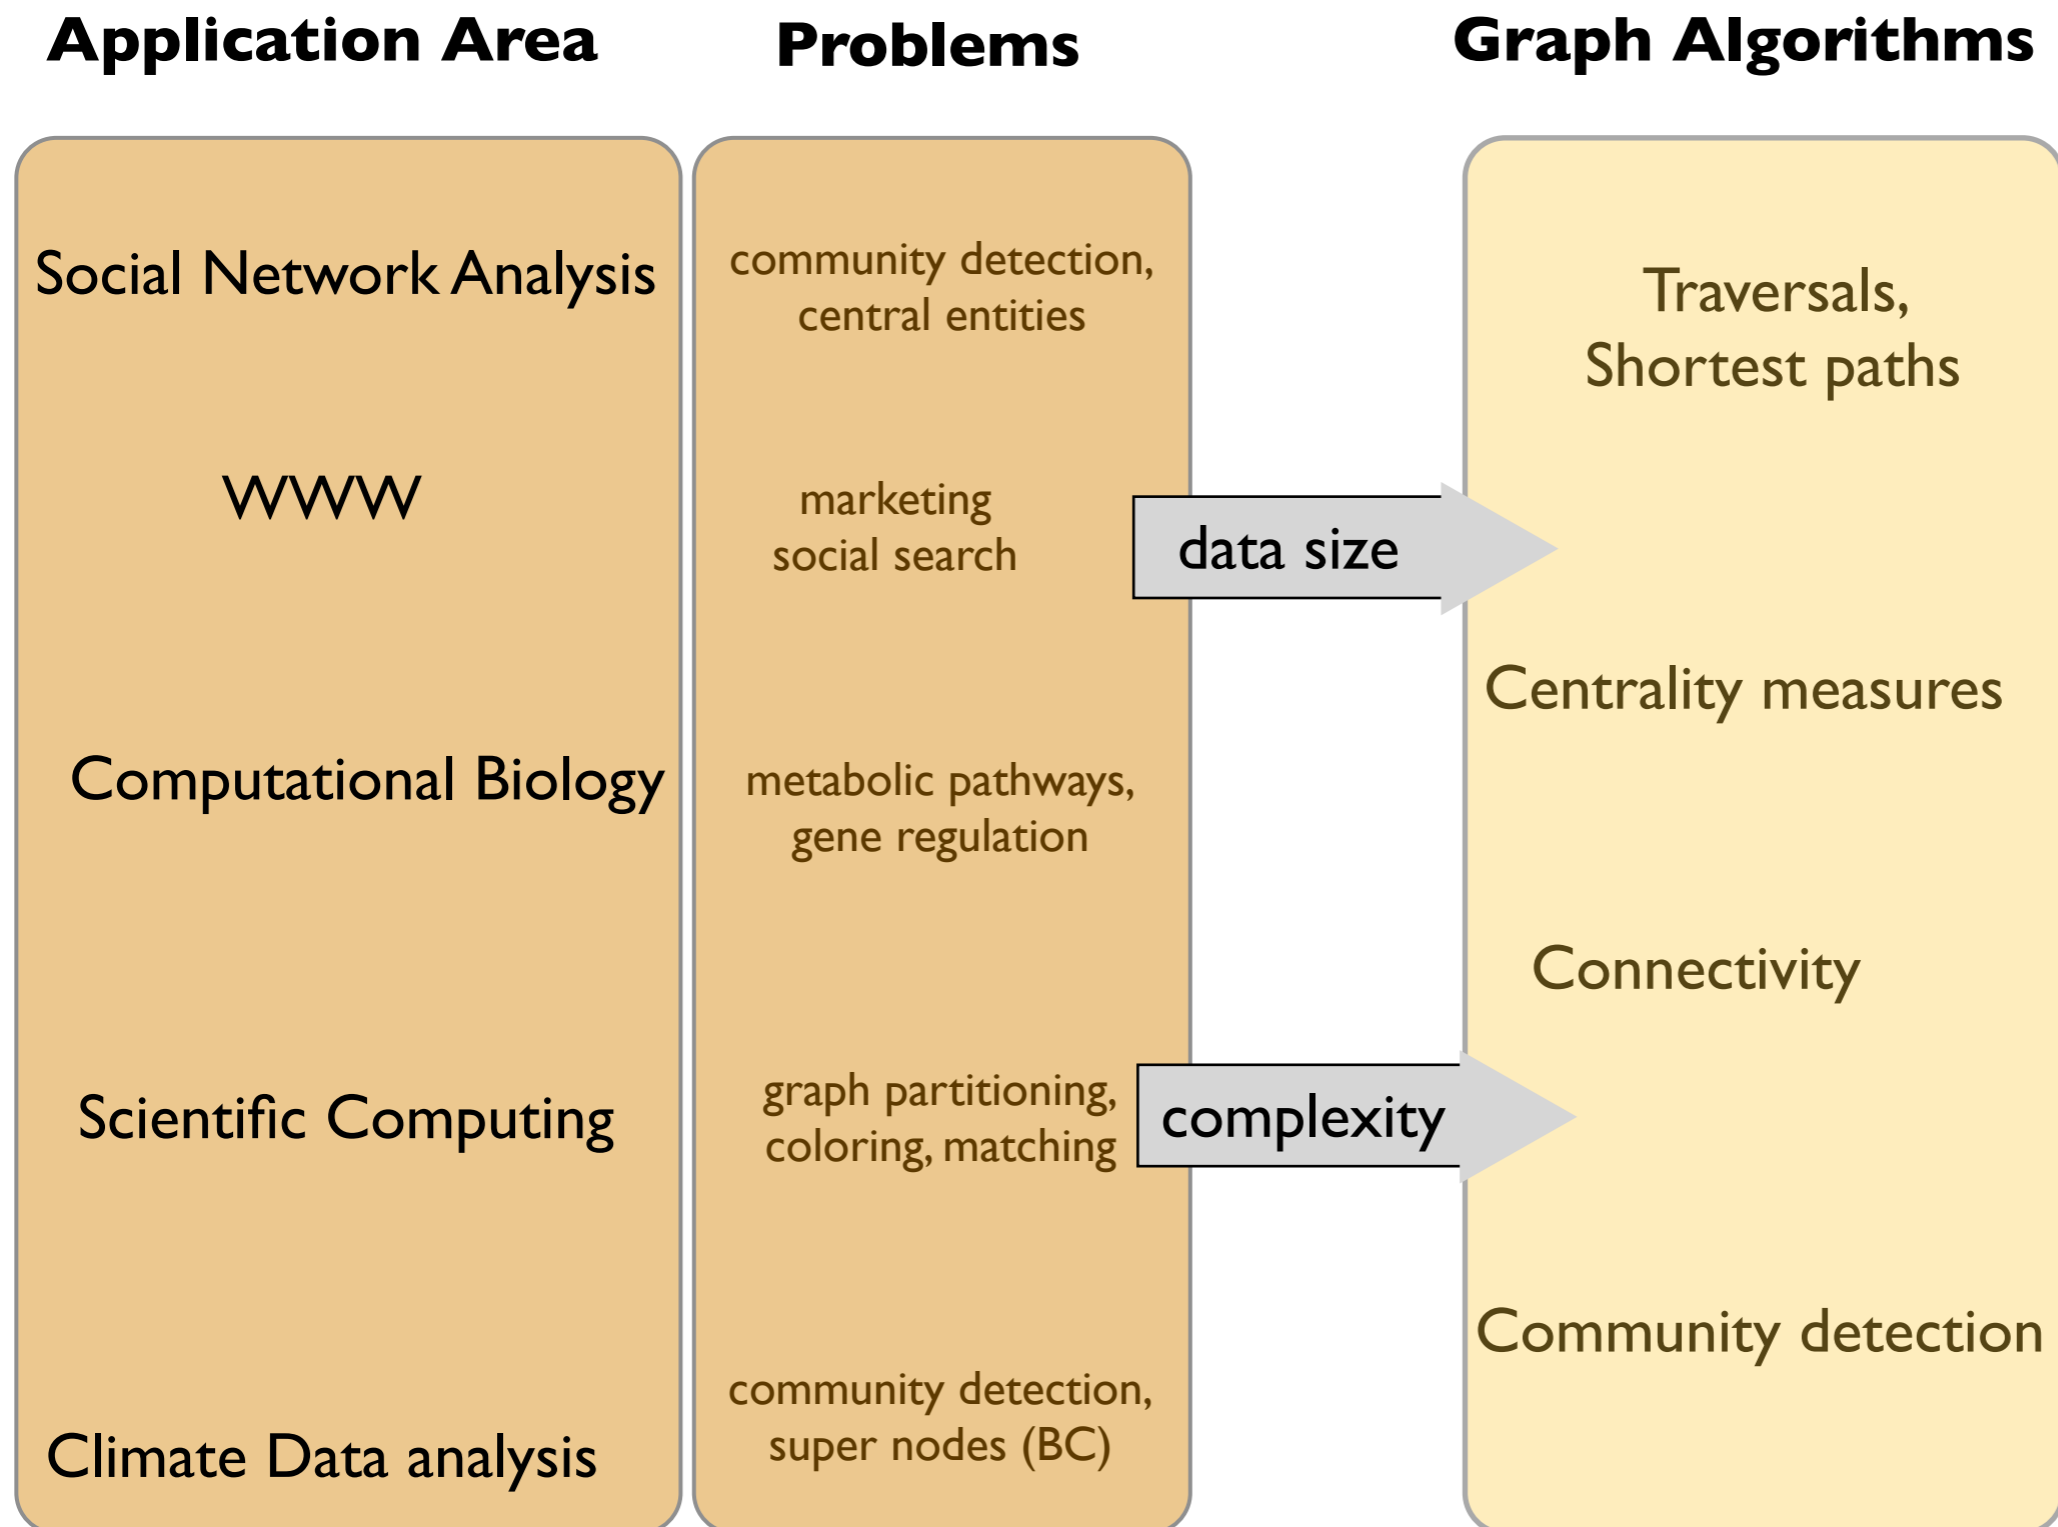 Application Area
Problems
Graph Algorithms
Social Network Analysis
community detection,
central entities
Traversals,
Shortest paths
WWW
marketing
social search
data size
Centrality measures
Computational Biology
metabolic pathways,
gene regulation
Connectivity
Scientific Computing
graph partitioning,
coloring, matching
complexity
Community detection
Climate Data analysis
community detection,
super nodes (BC)